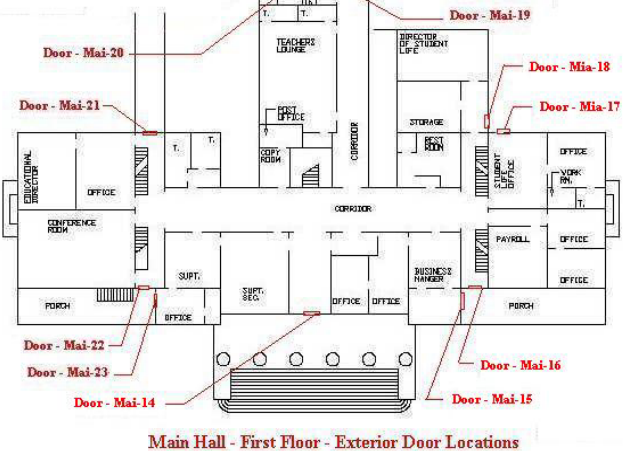 Door - Mai-19
T.
T.
Door - Mai-20
TEACHERS
LOUNGE
DIRECTOR
OF STUDENT
LIFE
Door - Mia-18
Door - Mai-21
POST
OFFICE
STORAGE
Door - Mia-17
T.
T.
COPY
ROOM
CORRIDOR
REST
ROOM
EDUCATIONAL
DIRECTOR
OFFICE
STUDENT
LIFE
OFFICE
OFFICE
WORK
RM.
T.
CORRIDOR
CONFERENCE
ROOM
PAYROLL
OFFICE
SUPT.
SUPT.
SEC.
BUSINESS
MANGER
OFFICE
PORCH
OFFICE
OFFICE
OFFICE
PORCH
Door - Mai-22
Door - Mai-23
Door - Mai-14
Door - Mai-16
Door - Mai-15
Main Hall - First Floor - Exterior Door Locations